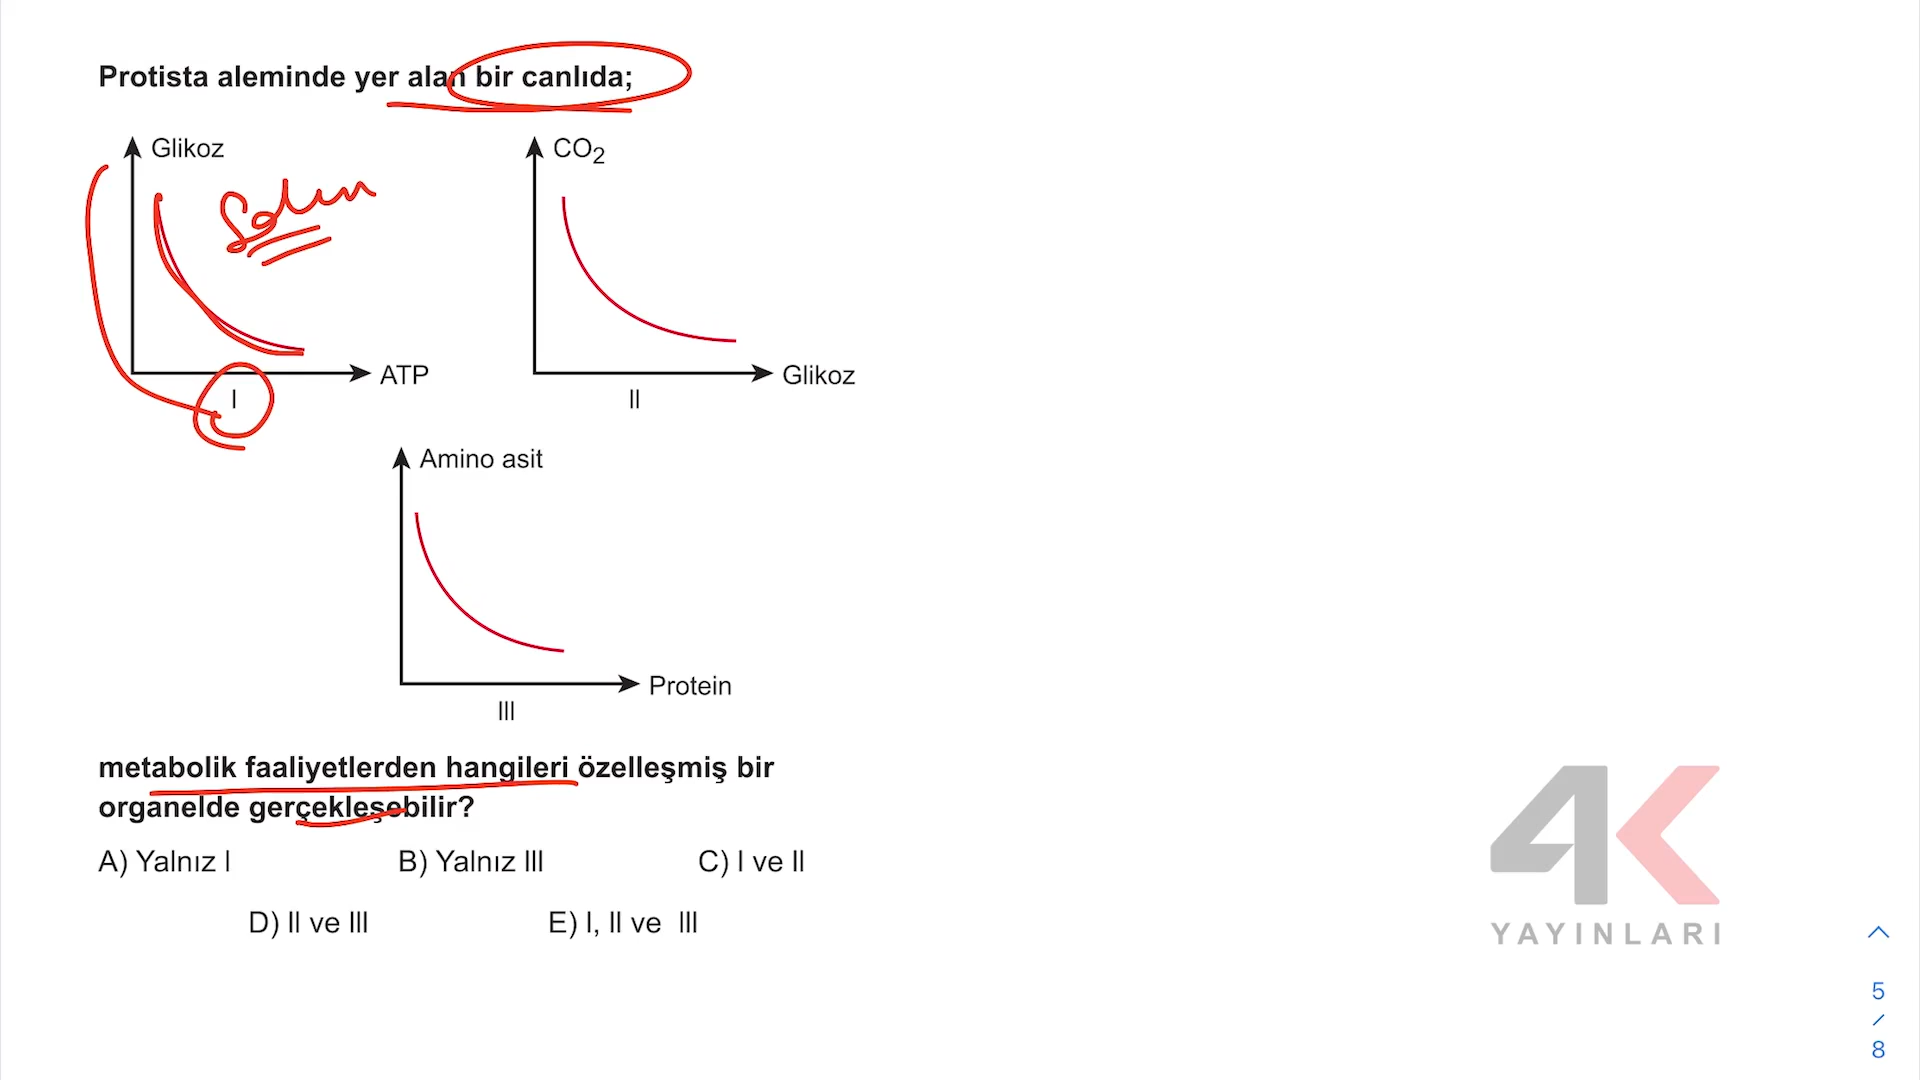 Protista aleminde yer alan bir canlıda;
Glikoz
ATP
I
CO2
Glikoz
II
Amino asit
Protein
III
metabolik faaliyetlerden hangileri özelleşmiş bir
organelde gerçekleşebilir?
A) Yalnız I
B) Yalnız III
C) I ve II
D) II ve III
E) I, II ve III
4K
YAYINLARI
5
/
8